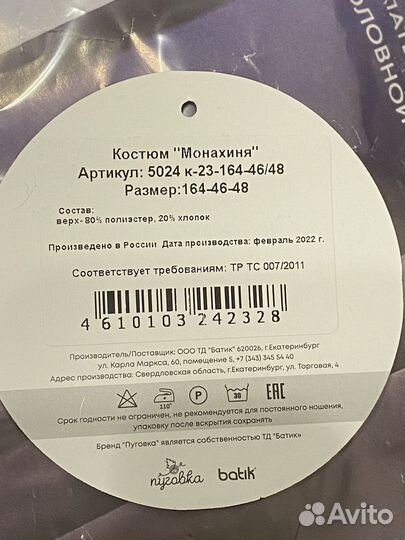 ПЛАТЕ
ОЛОВНОЙ
Костюм "Монахиня"
Артикул: 5024 к-23-164-46/48
Размер:164-46-48
Состав:
верх- 80% полиэстер, 20% хлопок
Произведено в России Дата производства: февраль 2022 г.
Соответствует требованиям: ТР ТС 007/2011
4 610103 242328
Производитель/Поставщик: ООО ТД "Батик" 620026, г.Екатеринбург
ул. Карла Маркса, 60, помещение 5, +7 (343) 345 54 40
Адрес производства: Свердловская область, г.Екатеринбург, ул. Торговая, 4
110°
P
30
EAC
Срок годности не ограничен, не рекомендуется для постоянного ношения,
упаковку после вскрытия сохранять
Бренд "Пуговка" является собственностью ТД "Батик»
пуговка
batik
Avito